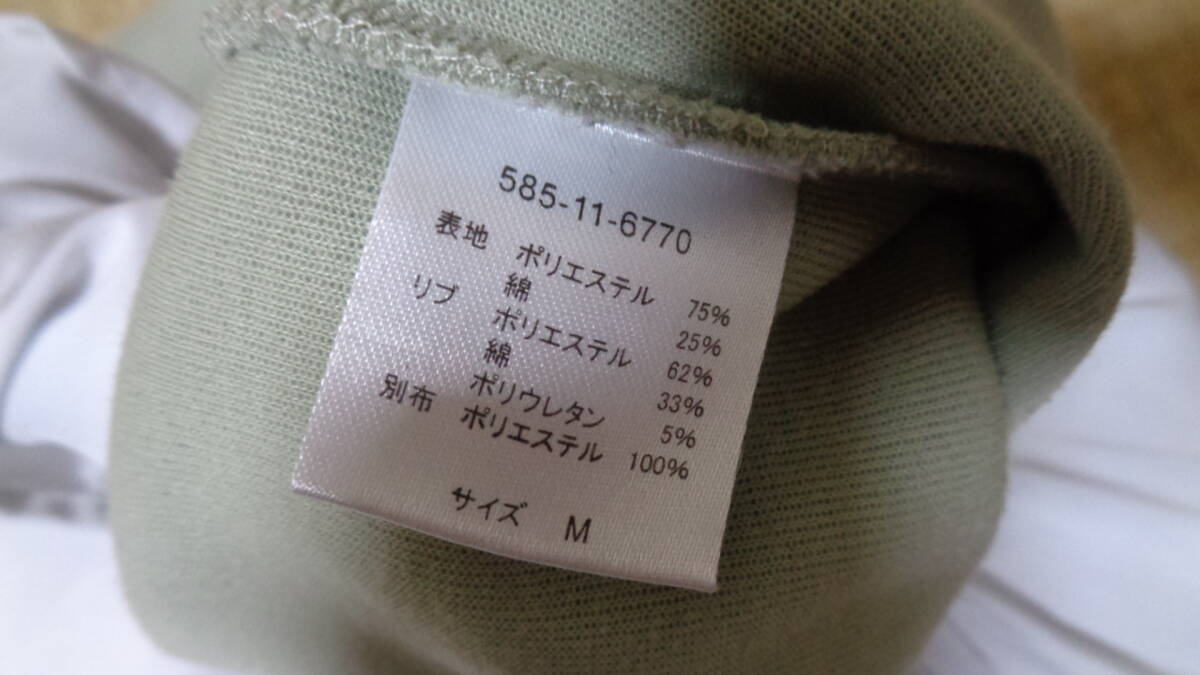 585-11-6770
表地 ポリエステル 75%
綿 25%
リブ ポリエステル 62%
綿 33%
ポリウレタン 5%
別布 ポリエステル 100%
サイズ M